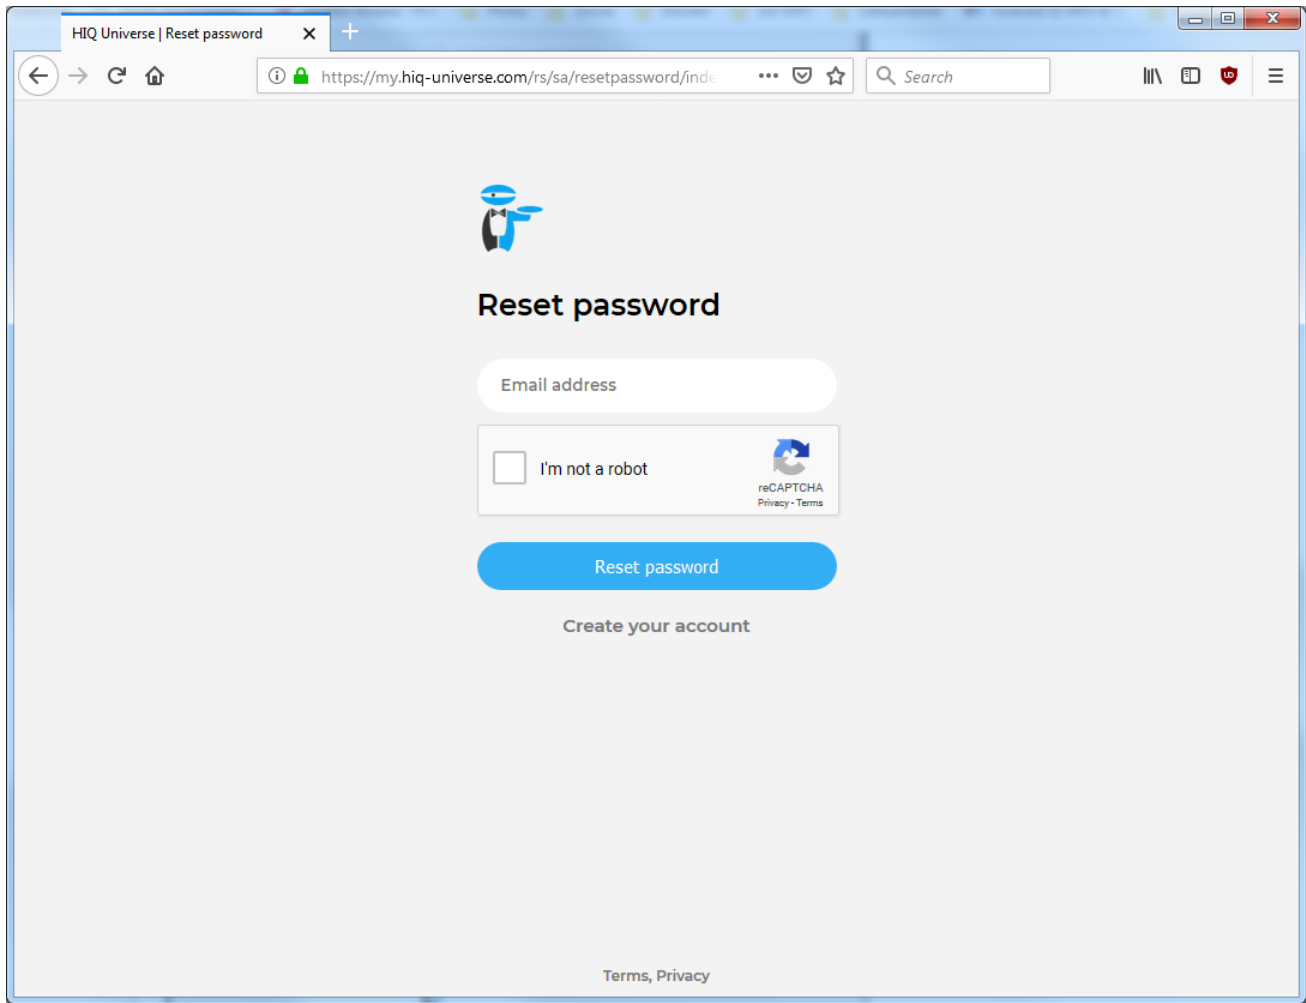 HIQ Universe | Reset password
https://my.hiq-universe.com/rs/sa/resetpassword/inde
Search
Reset password
Email address
I'm not a robot
reCAPTCHA
Privacy - Terms
Reset password
Create your account
Terms, Privacy